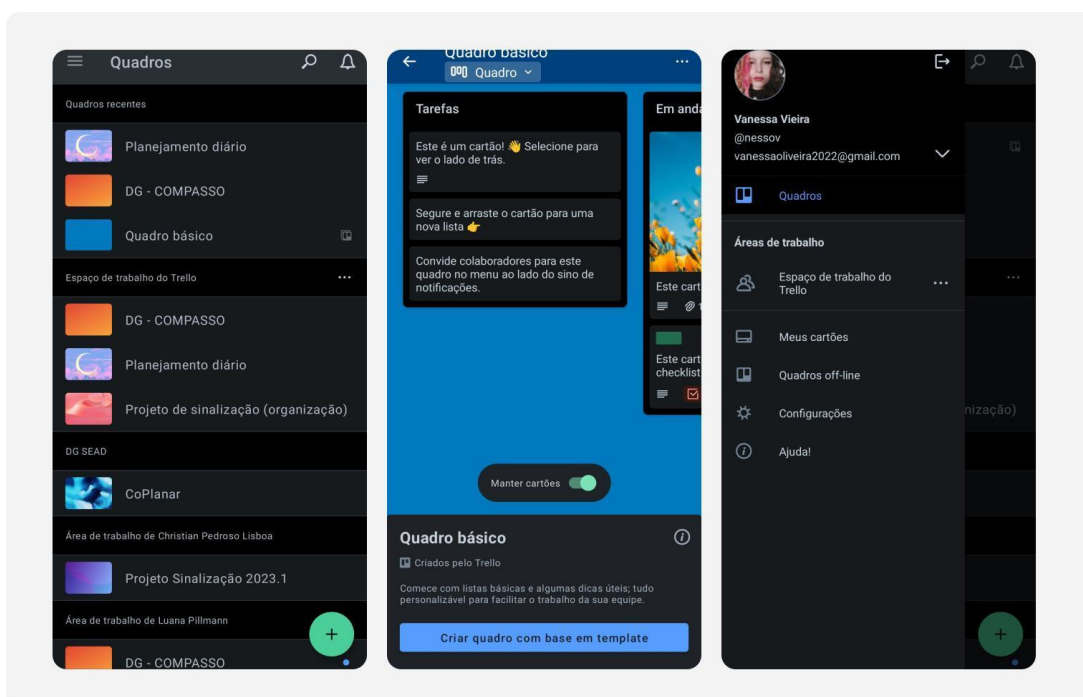 Quadros
Quadros recentes
Planejamento diário
DG - COMPASSO
Quadro básico
Espaço de trabalho do Trello
DG - COMPASSO
Planejamento diário
Projeto de sinalização (organização)
DG SEAD
CoPlanar
Área de trabalho de Christian Pedroso Lisboa
Projeto Sinalização 2023.1
Área de trabalho de Luana Pillmann
DG - COMPASSO
Quadro básico
Quadro
Tarefas
Este é um cartão! 👋 Selecione para
ver o lado de trás.
Segure e arraste o cartão para uma
nova lista 👉
Convide colaboradores para este
quadro no menu ao lado do sino de
notificações.
Em anda
Este cart
1
Este cart
checklist
Manter cartões
Quadro básico
Criados pelo Trello
Comece com listas básicas e algumas dicas úteis; tudo
personalizável para facilitar o trabalho da sua equipe.
Criar quadro com base em template
Vanessa Vieira
@nessov
vanessaoliveira2022@gmail.com
Quadros
Áreas de trabalho
Espaço de trabalho do
Trello
Meus cartões
Quadros off-line
Configurações
Ajuda!
nização)